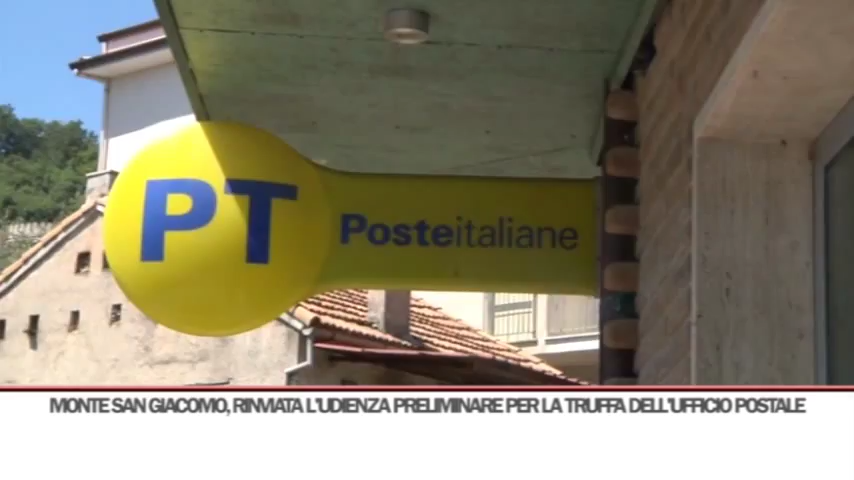 PT
Posteitaliane
MONTE SAN GIACOMO, RINVIATA L'UDIENZA PRELIMINARE PER LA TRUFFA DELL'UFFICIO POSTALE